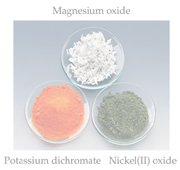 Magnesium oxide
Potassium dichromate Nickel(II) oxide